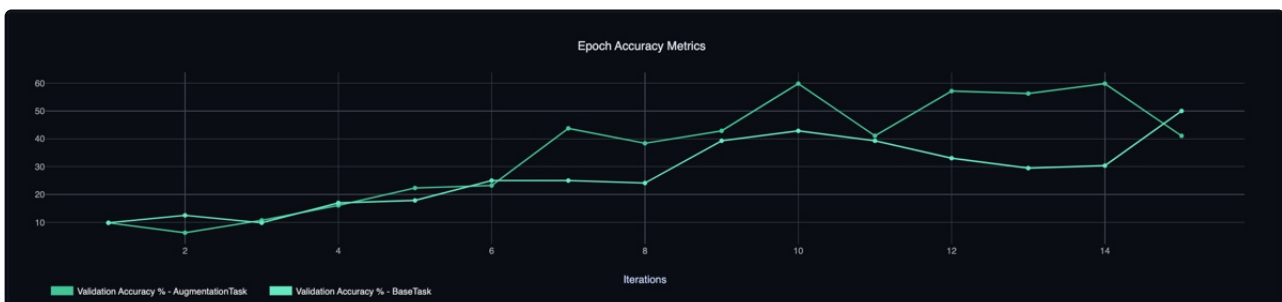 Epoch Accuracy Metrics
60
50
40
30
20
10
2 4 6 8 10 12 14
Iterations
Validation Accuracy % - AugmentationTask Validation Accuracy % - BaseTask